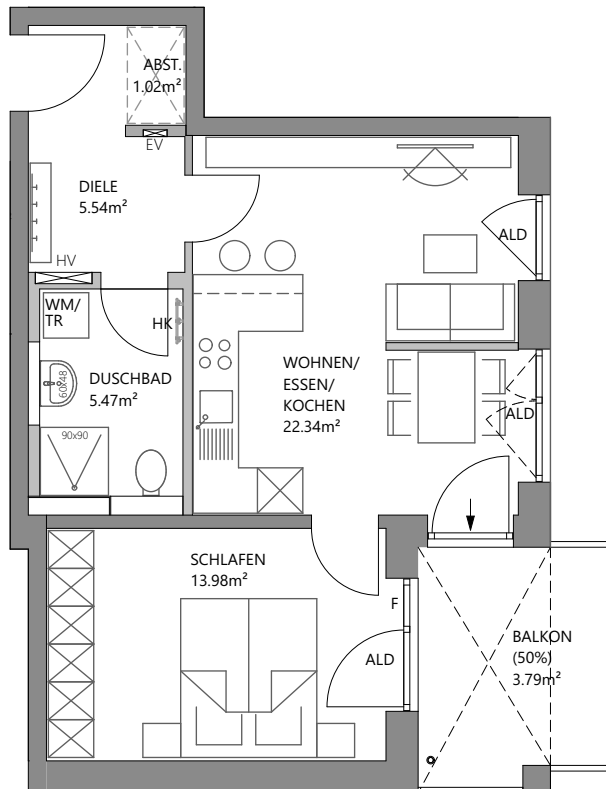 ABST.
1.02m²
EV
DIELE
5.54m²
HV
ALD
WM/
TR
HK
DUSCHBAD
5.47m²
60x48
90x90
WOHNEN/
ESSEN/
KOCHEN
22.34m²
ALD
SCHLAFEN
13.98m²
F
ALD
BALKON
(50%)
3.79m²